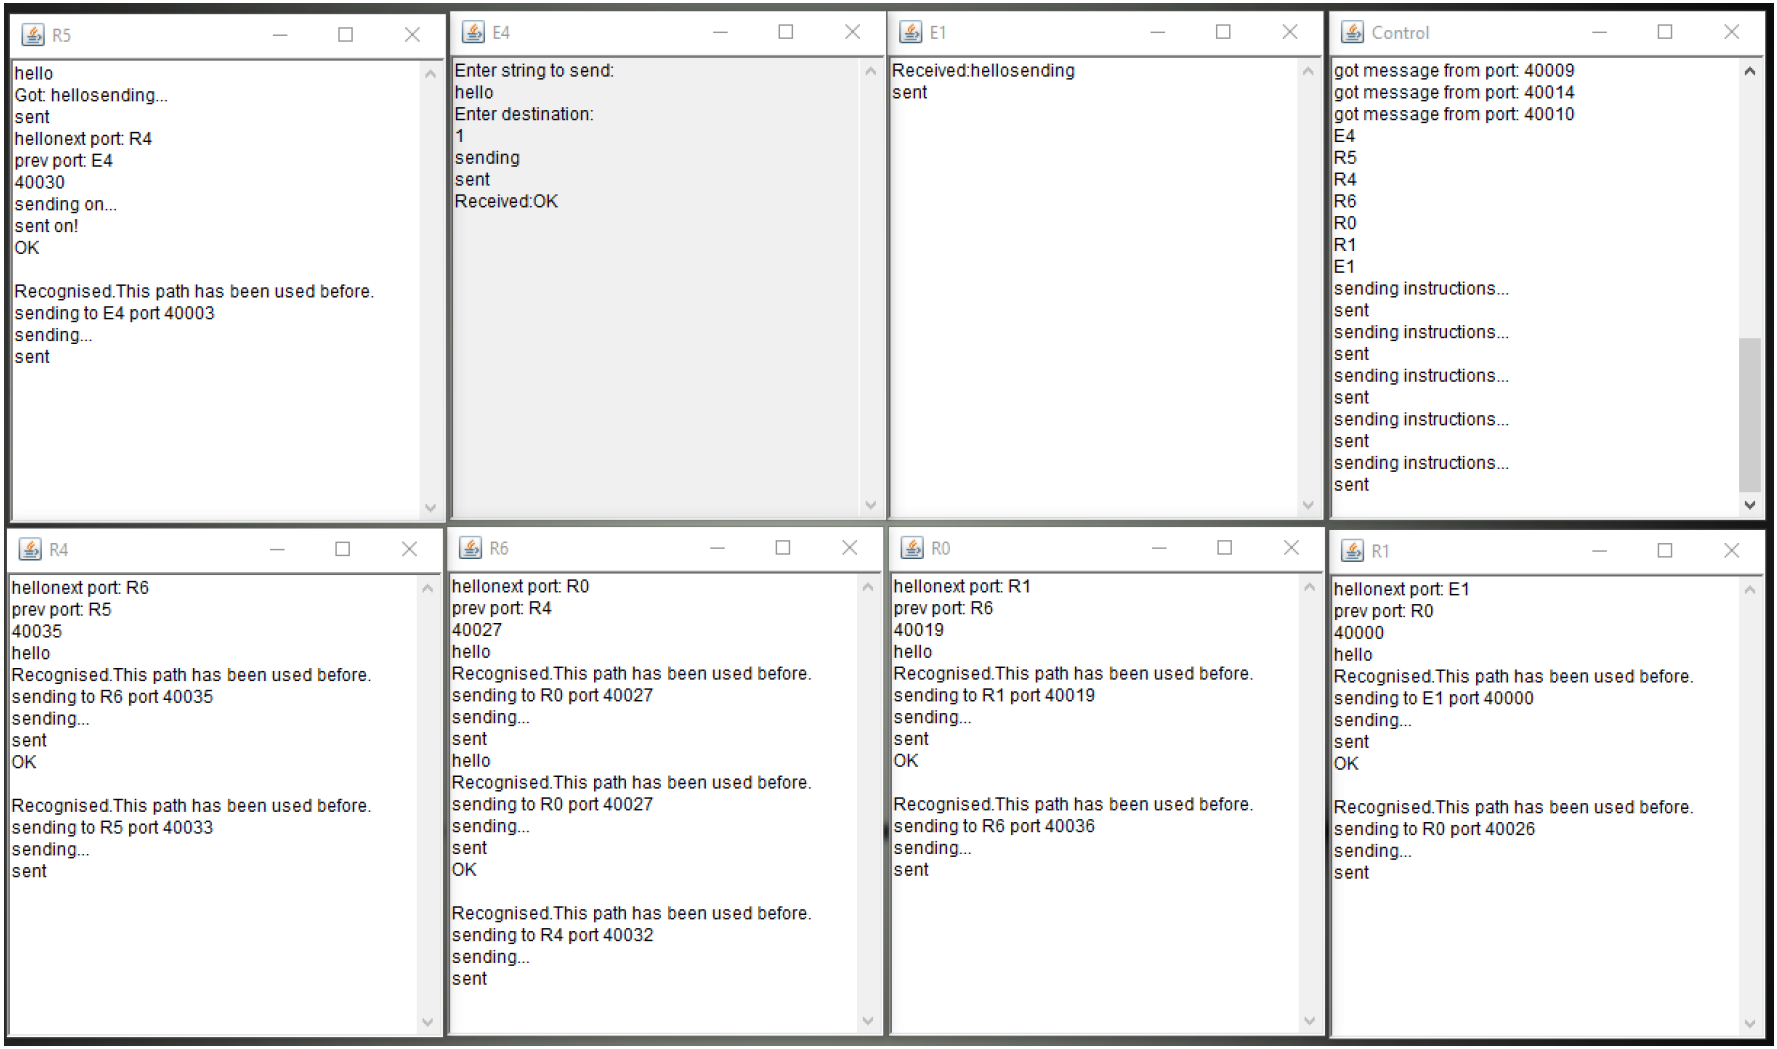 R5
hello
Got: hellosending...
sent
hellonext port: R4
prev port: E4
40030
sending on...
sent on!
OK
Recognised.This path has been used before.
sending to E4 port 40003
sending...
sent
E4
Enter string to send:
hello
Enter destination:
1
sending
sent
Received:OK
E1
Received:hellosending
sent
Control
got message from port: 40009
got message from port: 40014
got message from port: 40010
E4
R5
R4
R6
R0
R1
E1
sending instructions...
sent
sending instructions...
sent
sending instructions...
sent
sending instructions...
sent
sending instructions...
sent
R4
hellonext port: R6
prev port: R5
40035
hello
Recognised.This path has been used before.
sending to R6 port 40035
sending...
sent
OK
Recognised.This path has been used before.
sending to R5 port 40033
sending...
sent
R6
hellonext port: R0
prev port: R4
40027
hello
Recognised.This path has been used before.
sending to R0 port 40027
sending...
sent
hello
Recognised.This path has been used before.
sending to R0 port 40027
sending...
sent
OK
Recognised.This path has been used before.
sending to R4 port 40032
sending...
sent
R0
hellonext port: R1
prev port: R6
40019
hello
Recognised.This path has been used before.
sending to R1 port 40019
sending...
sent
OK
Recognised.This path has been used before.
sending to R6 port 40036
sending...
sent
R1
hellonext port: E1
prev port: R0
40000
hello
Recognised.This path has been used before.
sending to E1 port 40000
sending...
sent
OK
Recognised.This path has been used before.
sending to R0 port 40026
sending...
sent